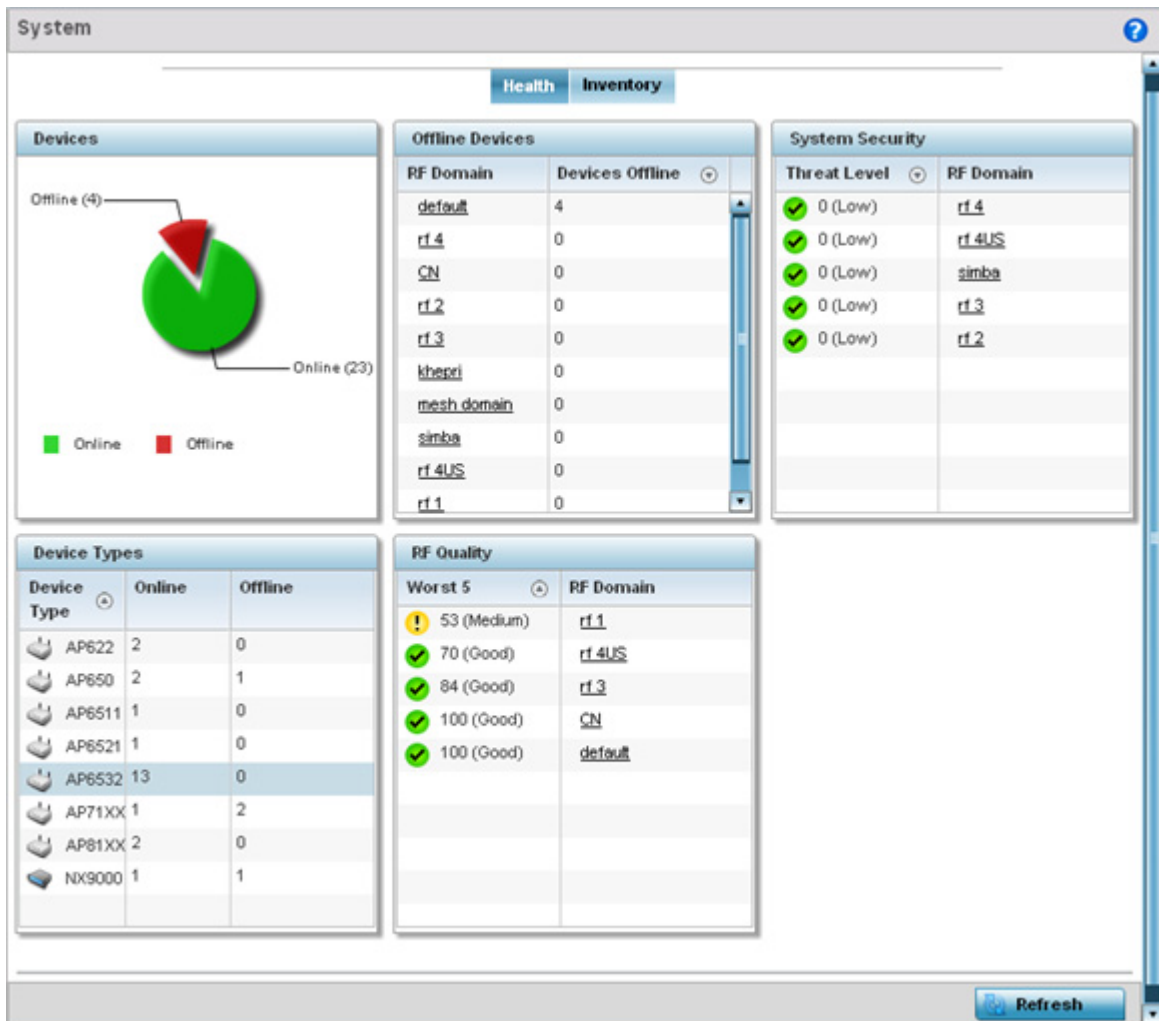 System
Health Inventory
Devices
Offline (4)
Online (23)
Online Offline
Offline Devices
RF Domain Devices Offline
default 4
rf 4 0
CN 0
rf 2 0
rf 3 0
khepri 0
mesh domain 0
simba 0
rf 4US 0
rf 1 0
System Security
Threat Level RF Domain
0 (Low) rf 4
0 (Low) rf 4US
0 (Low) simba
0 (Low) rf 3
0 (Low) rf 2
Device Types
Device Type Online Offline
AP622 2 0
AP650 2 1
AP6511 1 0
AP6521 1 0
AP6532 13 0
AP71XX 1 2
AP81XX 2 0
NX9000 1 1
RF Quality
Worst 5 RF Domain
53 (Medium) rf 1
70 (Good) rf 4US
84 (Good) rf 3
100 (Good) CN
100 (Good) default
Refresh